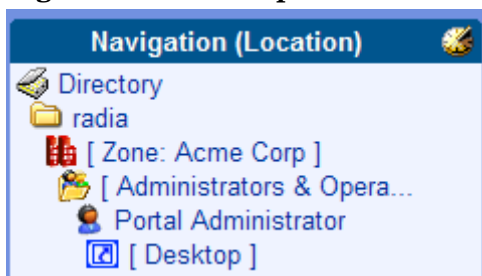 Navigation (Location)
Directory
radia
[ Zone: Acme Corp ]
[ Administrators & Opera...
Portal Administrator
[ Desktop ]